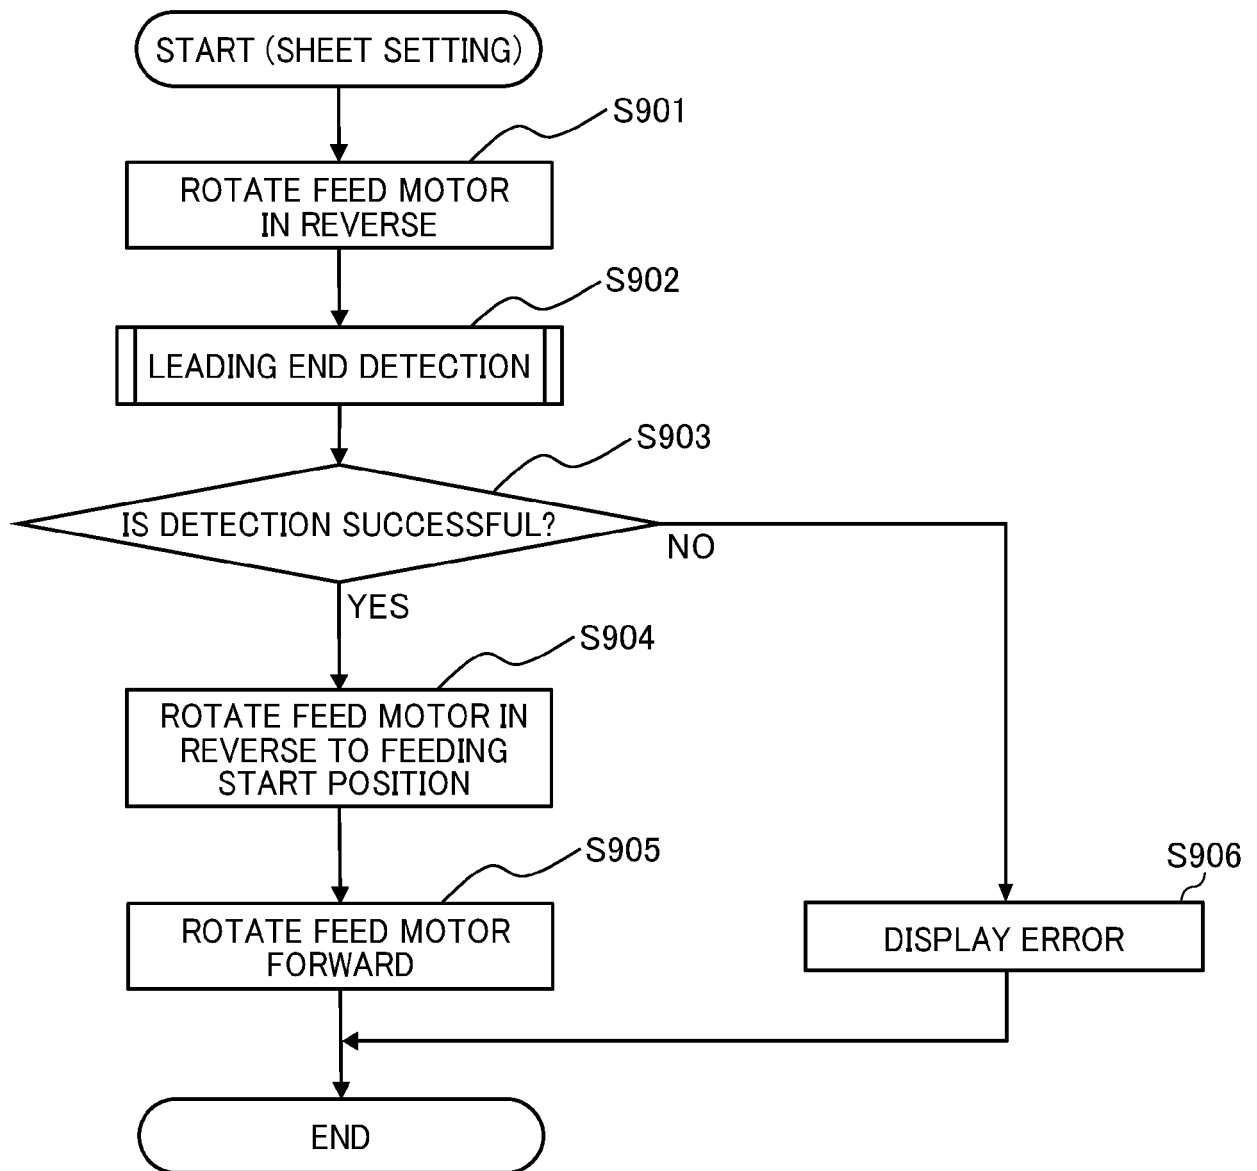 START (SHEET SETTING)
S901
ROTATE FEED MOTOR
IN REVERSE
S902
LEADING END DETECTION
S903
IS DETECTION SUCCESSFUL?
NO
YES
S904
ROTATE FEED MOTOR IN
REVERSE TO FEEDING
START POSITION
S905
ROTATE FEED MOTOR
FORWARD
S906
DISPLAY ERROR
END